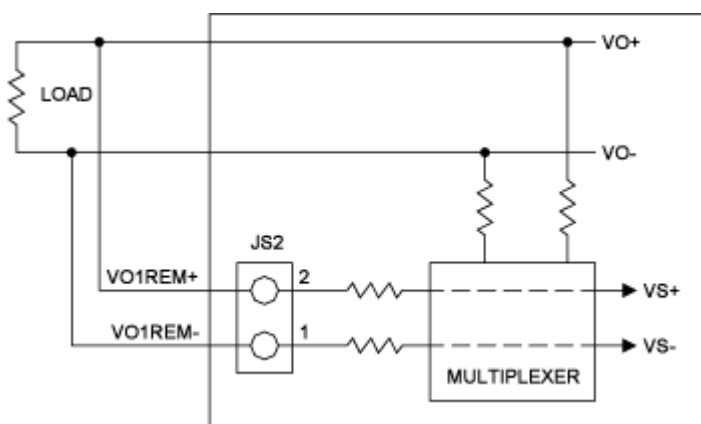 VO+
LOAD
VO-
JS2
VO1REM+
2
VS+
VO1REM-
1
VS-
MULTIPLEXER